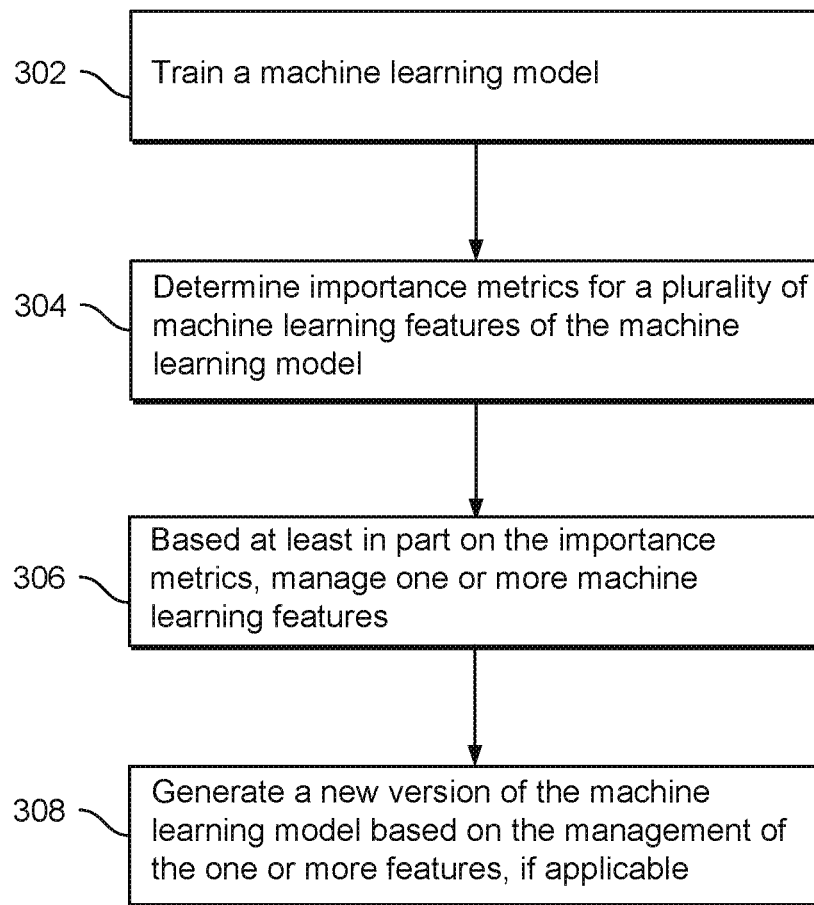 302
Train a machine learning model
304
Determine importance metrics for a plurality of
machine learning features of the machine
learning model
306
Based at least in part on the importance
metrics, manage one or more machine
learning features
308
Generate a new version of the machine
learning model based on the management of
the one or more features, if applicable